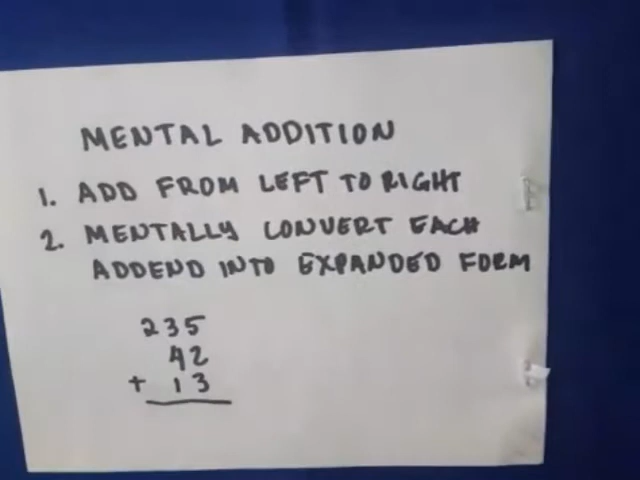 MENTAL ADDITION
1. ADD FROM LEFT TO RIGHT
2. MENTALLY CONVERT EACH
ADDEND INTO EXPANDED FORM
235
42
+ 13